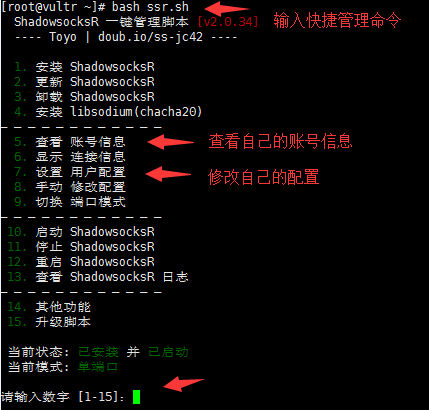 [root@vultr ~]# bash ssr.sh
ShadowsocksR 一键管理脚本 [v2.0.34] 输入快捷管理命令
---- Toyo | doub.io/ss-jc42 ----
1. 安装 ShadowsocksR
2. 更新 ShadowsocksR
3. 卸载 ShadowsocksR
4. 安装 libsodium(chacha20)
5. 查看 账号信息 查看自己的账号信息
6. 显示 连接信息
7. 设置 用户配置 修改自己的配置
8. 手动 修改配置
9. 切换 端口模式
10. 启动 ShadowsocksR
11. 停止 ShadowsocksR
12. 重启 ShadowsocksR
13. 查看 ShadowsocksR 日志
14. 其他功能
15. 升级脚本
当前状态: 已安装 并 已启动
当前模式: 单端口
请输入数字 [1-15]: